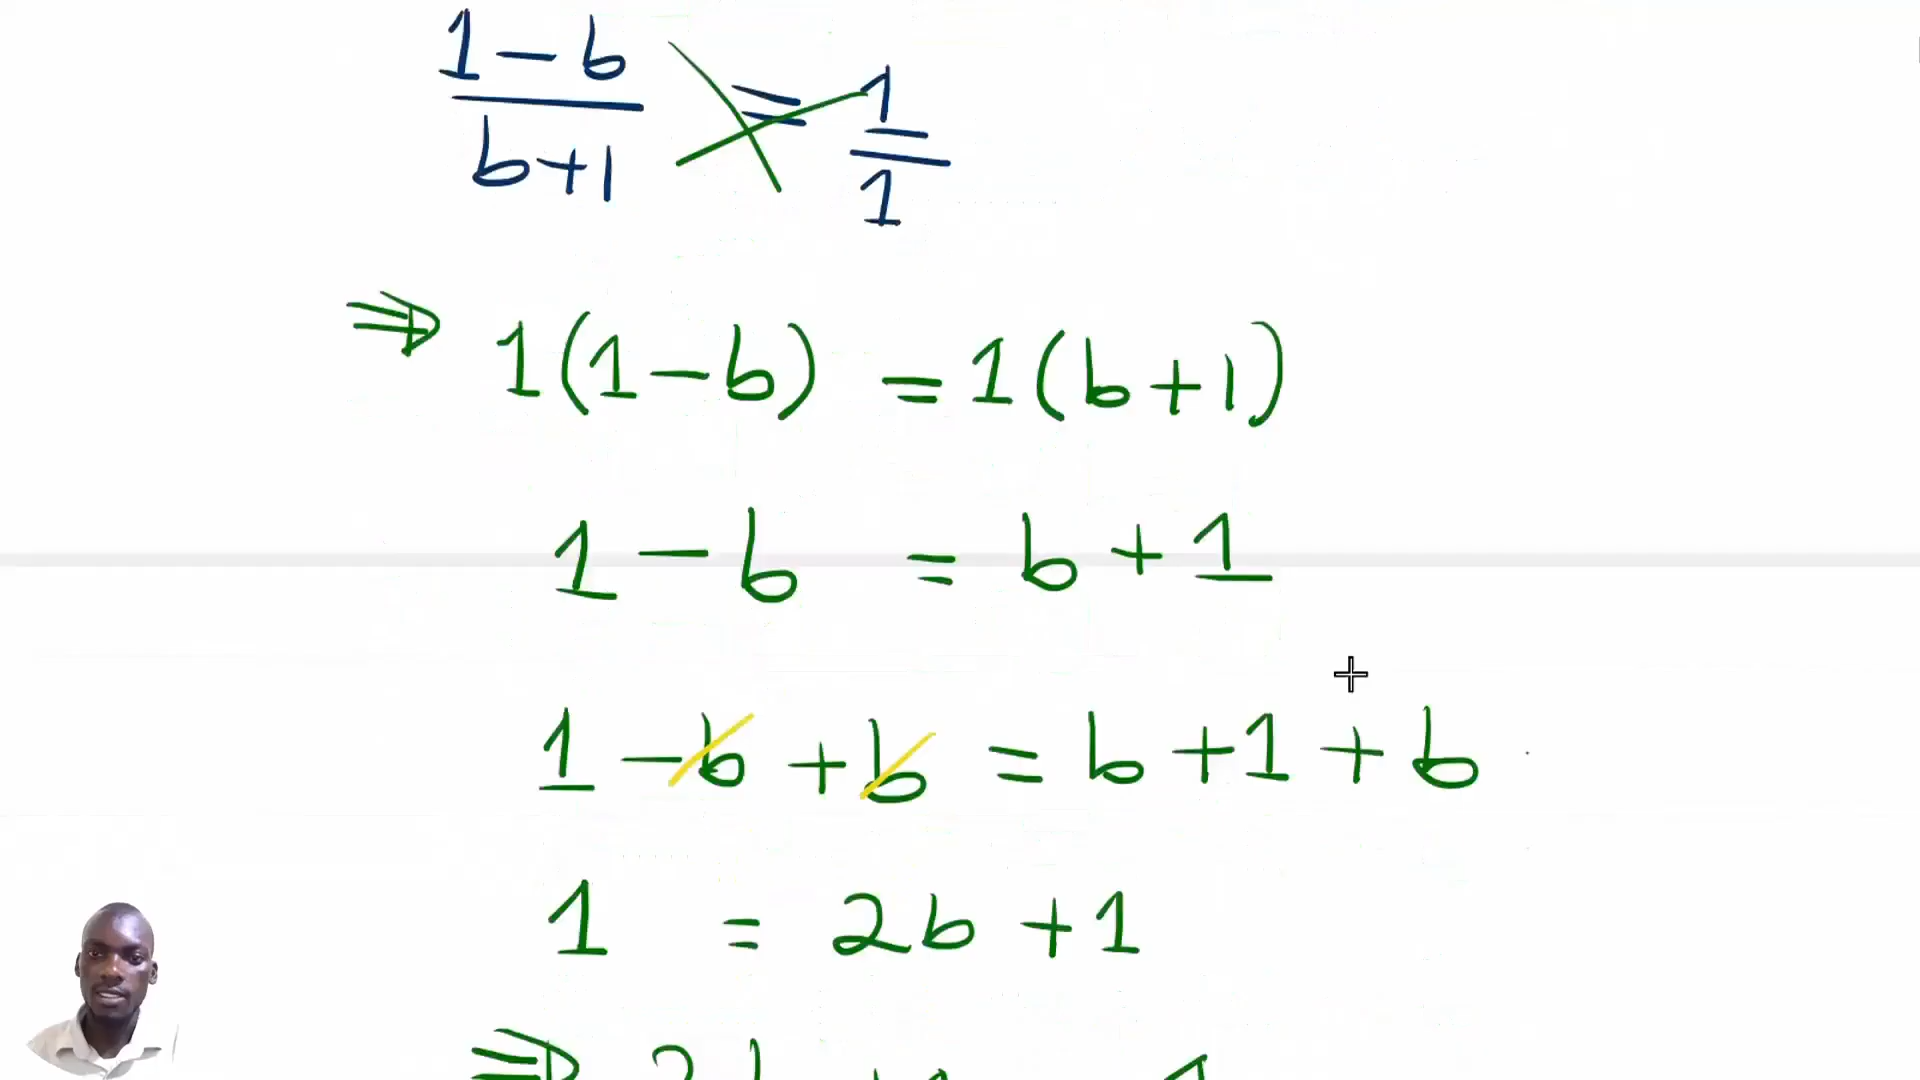 1 - b
b+1
= 1
1
⇒ 1(1 - b) = 1(b+1)
1 - b = b + 1
1 - b + b = b + 1 + b
1 = 2b + 1